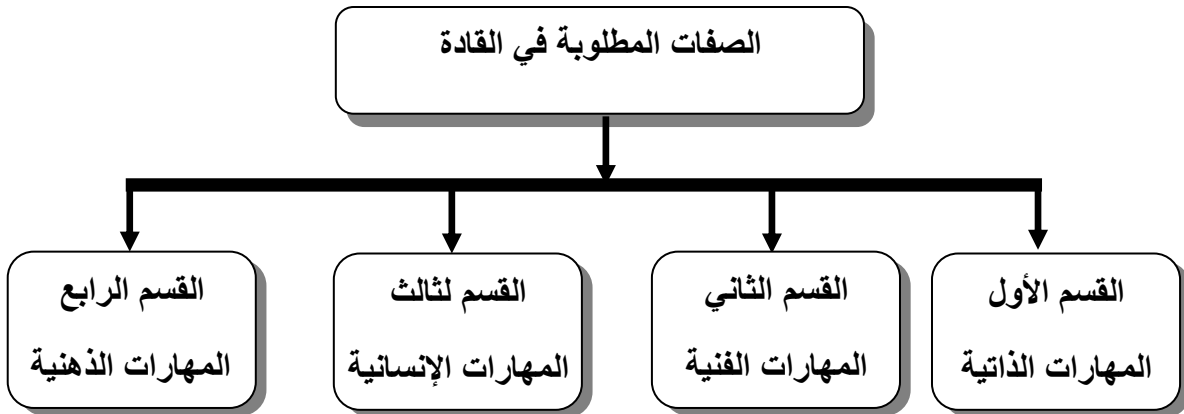 الصفات المطلوبة في القادة
القسم الأول
المهارات الذاتية
القسم الثاني
المهارات الفنية
القسم لثالث
المهارات الإنسانية
القسم الرابع
المهارات الذهنية